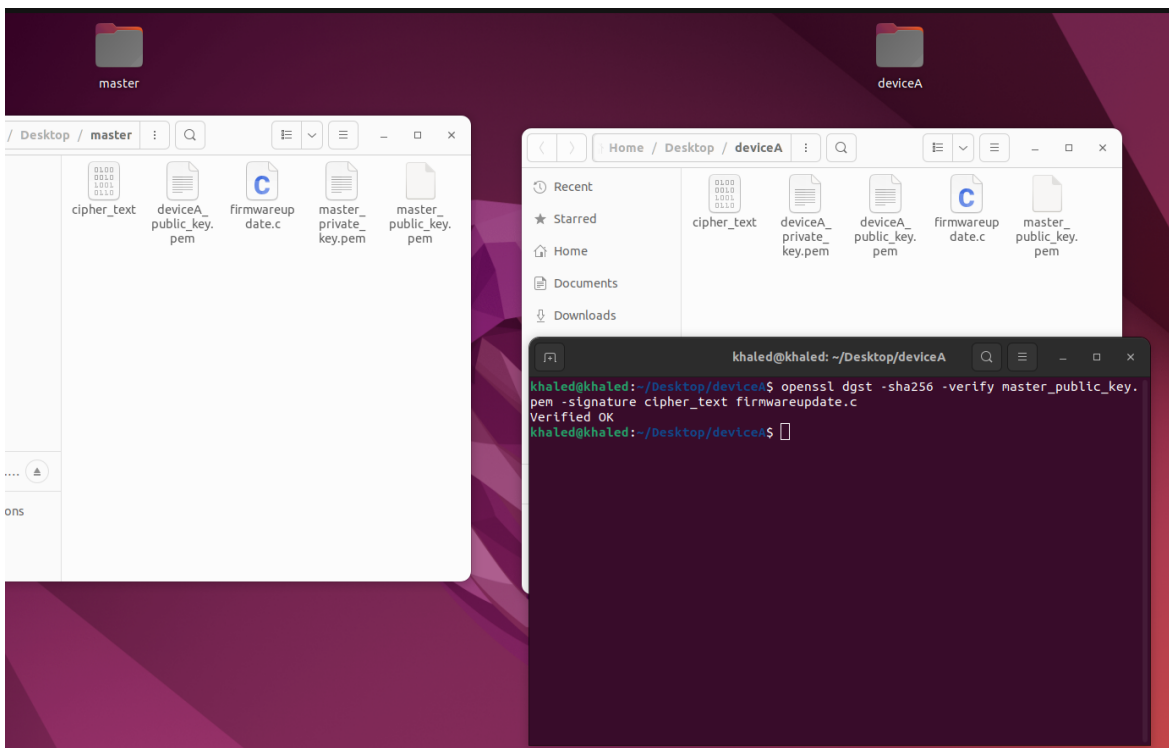 master
deviceA
/ Desktop / master
cipher_text
deviceA_
public_key.
pem
firmwareup
date.c
master_
private_
key.pem
master_
public_key.
pem
....
ons
Home / Desktop / deviceA
Recent
Starred
Home
Documents
Downloads
cipher_text
deviceA_
private_
key.pem
deviceA_
public_key.
pem
firmwareup
date.c
master_
public_key.
pem
khaled@khaled: ~/Desktop/deviceA
khaled@khaled:~/Desktop/deviceA$ openssl dgst -sha256 -verify master_public_key.
pem -signature cipher_text firmwareupdate.c
Verified OK
khaled@khaled:~/Desktop/deviceA$